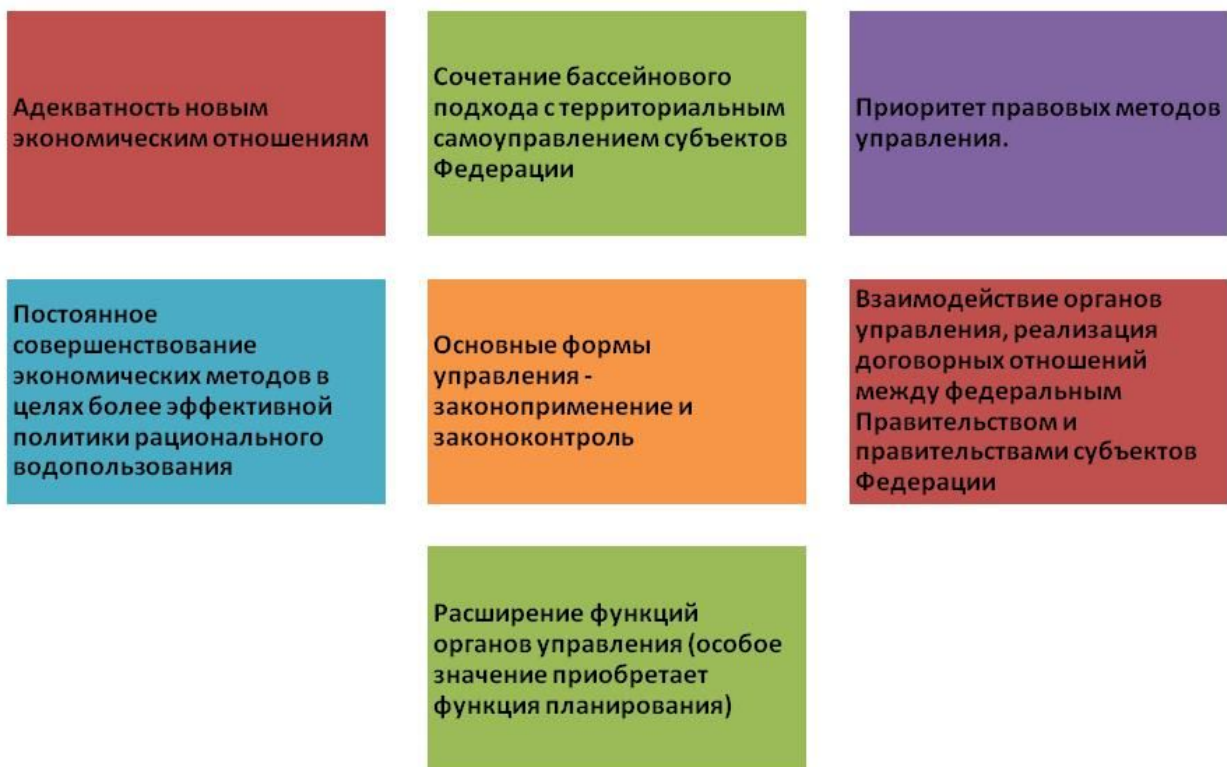 Адекватность новым
экономическим отношениям
Сочетание бассейнового
подхода с территориальным
самоуправлением субъектов
Федерации
Приоритет правовых методов
управления.
Постоянное
совершенствование
экономических методов в
целях более эффективной
политики рационального
водопользования
Основные формы
управления -
законоприменение и
законоконтроль
Взаимодействие органов
управления, реализация
договорных отношений
между федеральным
Правительством и
правительствами субъектов
Федерации
Расширение функций
органов управления (особое
значение приобретает
функция планирования)